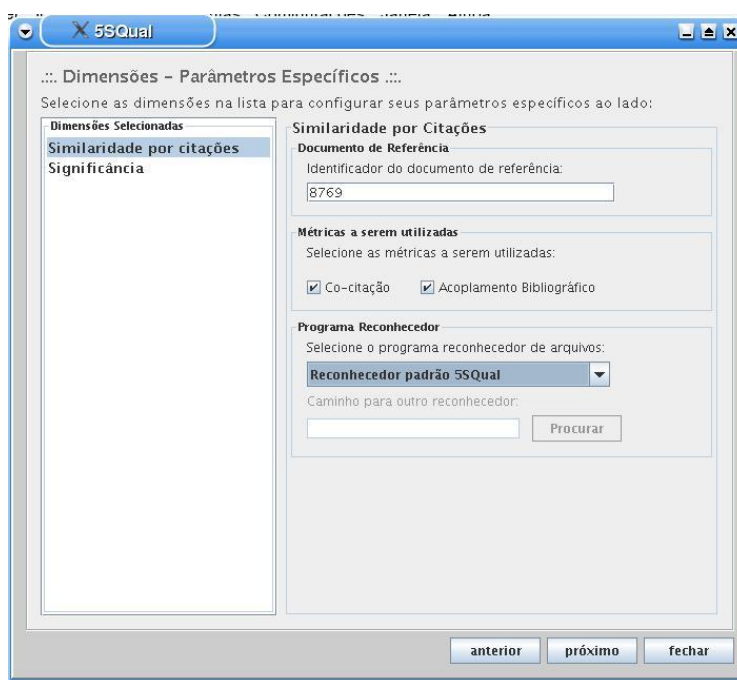 5SQual
.::. Dimensões - Parâmetros Específicos .::.
Selecione as dimensões na lista para configurar seus parâmetros específicos ao lado:
Dimensões Selecionadas
Similaridade por citações
Significância
Similaridade por Citações
Documento de Referência
Identificador do documento de referência:
8769
Métricas a serem utilizadas
Selecione as métricas a serem utilizadas:
Co-citação Acoplamento Bibliográfico
Programa Reconhecedor
Selecione o programa reconhecedor de arquivos:
Reconhecedor padrão 5SQual
Caminho para outro reconhecedor:
Procurar
anterior próximo fechar